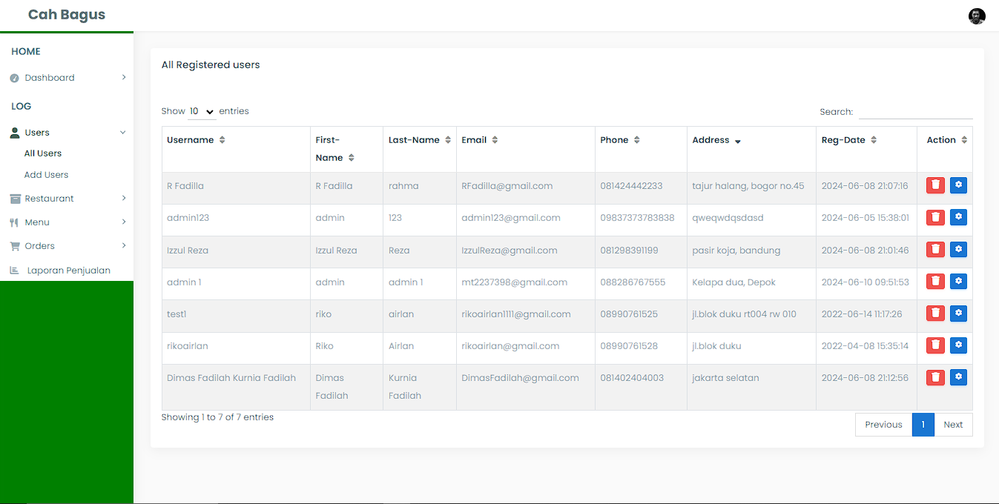 Cah Bagus
HOME
Dashboard
LOG
Users
All Users
Add Users
Restaurant
Menu
Orders
Laporan Penjualan
All Registered users
Show 10 entries
Search:
Username First-Name Last-Name Email Phone Address Reg-Date Action
R Fadilla R Fadilla rahma RFadilla@gmail.com 081424442233 tajur halang, bogor no.45 2024-06-08 21:07:16
admin123 admin 123 admin123@gmail.com 09837373783838 qweqwdqsdasd 2024-06-05 15:38:01
Izzul Reza Izzul Reza Reza IzzulReza@gmail.com 081298391199 pasir koja, bandung 2024-06-08 21:01:46
admin 1 admin admin 1 mt2237398@gmail.com 088286767555 Kelapa dua, Depok 2024-06-10 09:51:53
test1 riko airlan rikoairlan1111@gmail.com 08990761525 jl.blok duku rt004 rw 010 2022-06-14 11:17:26
rikoairlan Riko Airlan rikoairlan@gmail.com 08990761528 jl.blok duku 2022-04-08 15:35:14
Dimas Fadilah Kurnia Fadilah Dimas Fadilah Kurnia Fadilah DimasFadilah@gmail.com 081402404003 jakarta selatan 2024-06-08 21:12:56
Showing 1 to 7 of 7 entries
Previous 1 Next